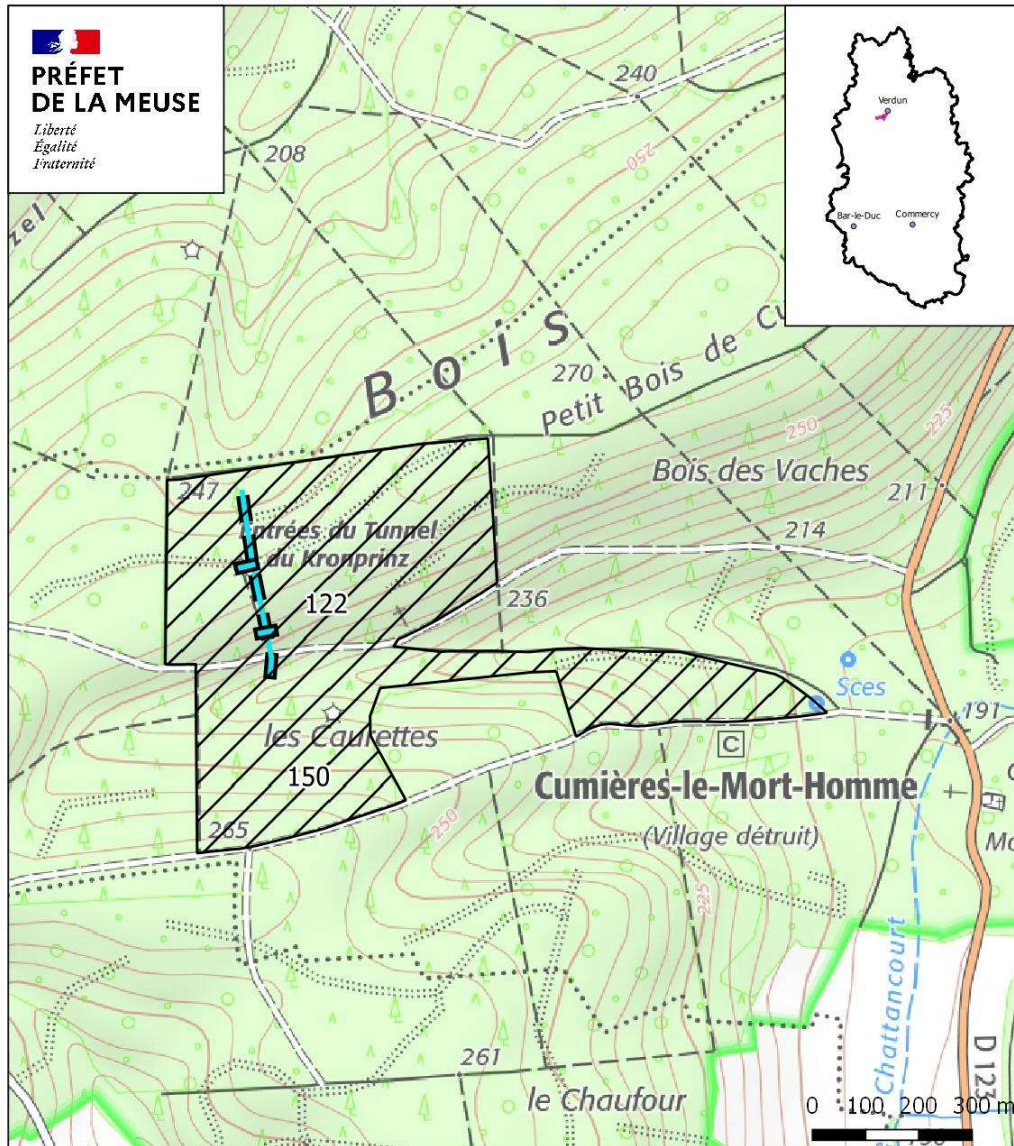 PRÉFET
DE LA MEUSE
Liberté
Égalité
Fraternité
Verdun
Bar-le-Duc
Commercy
240
208
250
zel
Bois
270
Petit Bois de Cu
250
225
Bois des Vaches
211
247
Entrées du Tunnel
du Kronprinz
214
122
236
Sces
191
les Caurettes
C
150
Cumières-le-Mort-Homme
265
250
(Village détruit)
225
Chattancourt
261
D 123
le Chaufour
0 100 200 300 m